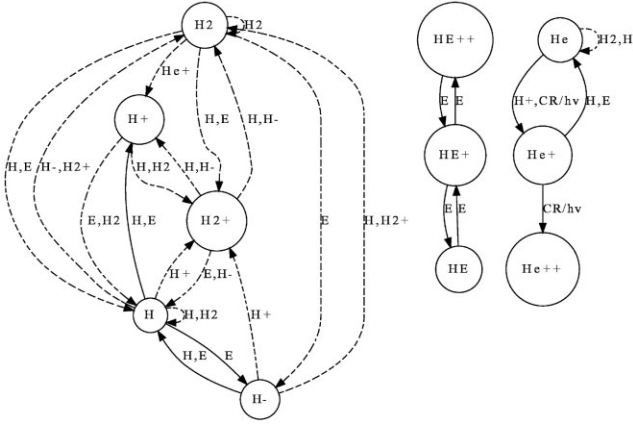 H2
H2
HE++
He
H2,H
He+
H+
H,E
H,H-
E
E
H+,CR/hv
H,E
H,E
H-,H2+
H,H2
H,H-
HE+
He+
E,H2
H,E
H2+
E
H,H2+
E
E
CR/hv
H+
E,H-
HE
He++
H
H,H2
H+
H,E
E
H-